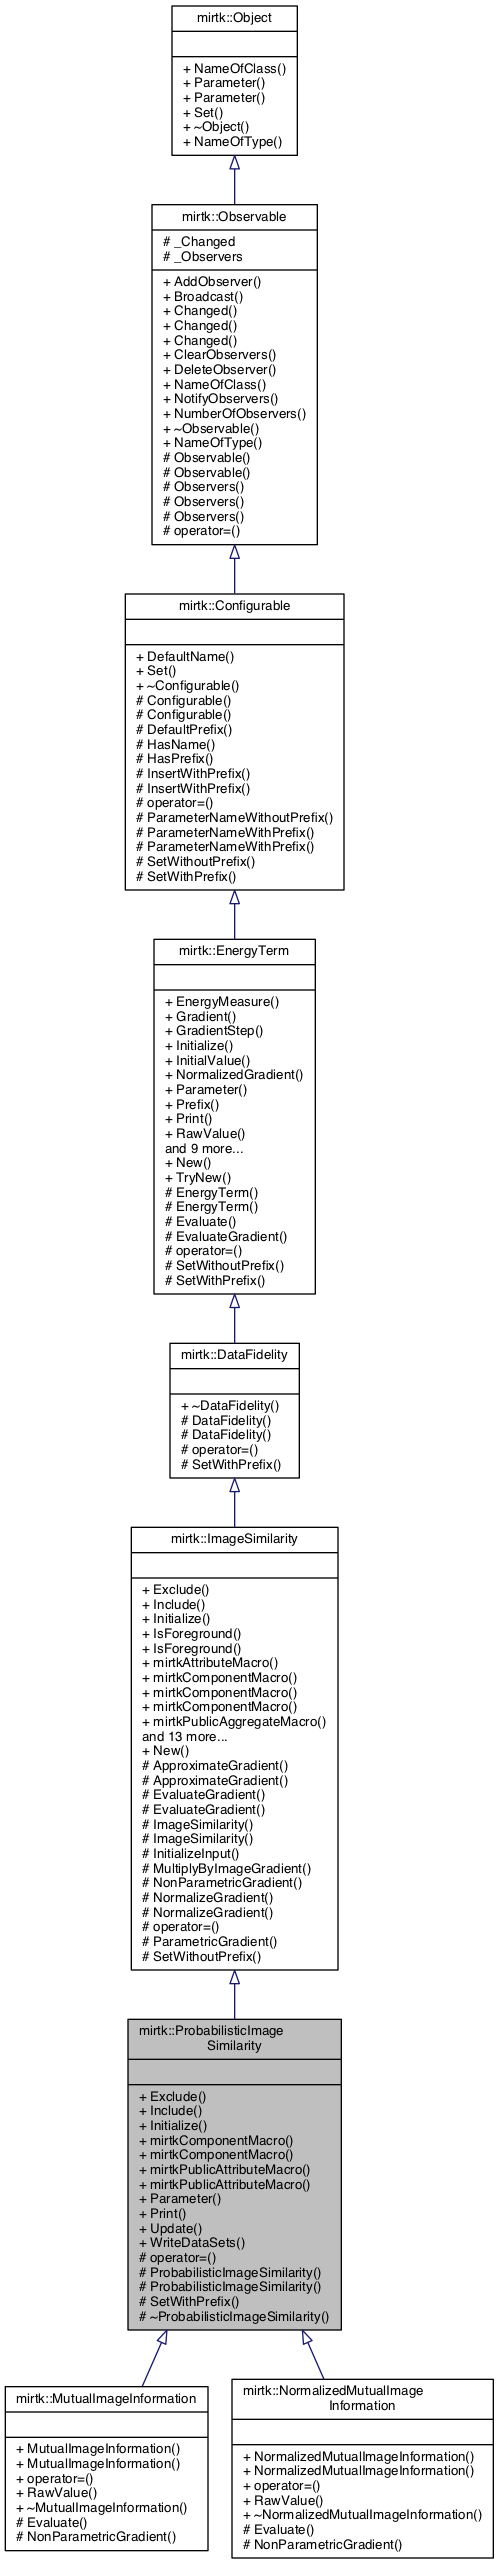 mirtk::Object
+ NameOfClass()
+ Parameter()
+ Parameter()
+ Set()
+ ~Object()
+ NameOfType()
mirtk::Observable
# _Changed
# _Observers
+ AddObserver()
+ Broadcast()
+ Changed()
+ Changed()
+ Changed()
+ ClearObservers()
+ DeleteObserver()
+ NameOfClass()
+ NotifyObservers()
+ NumberOfObservers()
+ ~Observable()
+ NameOfType()
# Observable()
# Observable()
# Observers()
# Observers()
# Observers()
# operator=()
mirtk::Configurable
+ DefaultName()
+ Set()
+ ~Configurable()
# Configurable()
# Configurable()
# DefaultPrefix()
# HasName()
# HasPrefix()
# InsertWithPrefix()
# InsertWithPrefix()
# operator=()
# ParameterNameWithoutPrefix()
# ParameterNameWithPrefix()
# ParameterNameWithPrefix()
# SetWithoutPrefix()
# SetWithPrefix()
mirtk::EnergyTerm
+ EnergyMeasure()
+ Gradient()
+ GradientStep()
+ Initialize()
+ InitialValue()
+ NormalizedGradient()
+ Parameter()
+ Prefix()
+ Print()
+ RawValue()
and 9 more...
+ New()
+ TryNew()
# EnergyTerm()
# EnergyTerm()
# Evaluate()
# EvaluateGradient()
# operator=()
# SetWithoutPrefix()
# SetWithPrefix()
mirtk::DataFidelity
+ ~DataFidelity()
# DataFidelity()
# DataFidelity()
# operator=()
# SetWithPrefix()
mirtk::ImageSimilarity
+ Exclude()
+ Include()
+ Initialize()
+ IsForeground()
+ IsForeground()
+ mirtkAttributeMacro()
+ mirtkComponentMacro()
+ mirtkComponentMacro()
+ mirtkComponentMacro()
+ mirtkPublicAggregateMacro()
and 13 more...
+ New()
# ApproximateGradient()
# ApproximateGradient()
# EvaluateGradient()
# EvaluateGradient()
# ImageSimilarity()
# ImageSimilarity()
# InitializeInput()
# MultiplyByImageGradient()
# NonParametricGradient()
# NormalizeGradient()
# NormalizeGradient()
# operator=()
# ParametricGradient()
# SetWithoutPrefix()
mirtk::ProbabilisticImage
Similarity
+ Exclude()
+ Include()
+ Initialize()
+ mirtkComponentMacro()
+ mirtkComponentMacro()
+ mirtkPublicAttributeMacro()
+ mirtkPublicAttributeMacro()
+ Parameter()
+ Print()
+ Update()
+ WriteDataSets()
# operator=()
# ProbabilisticImageSimilarity()
# ProbabilisticImageSimilarity()
# SetWithPrefix()
# ~ProbabilisticImageSimilarity()
mirtk::MutualImageInformation
+ MutualImageInformation()
+ MutualImageInformation()
+ operator=()
+ RawValue()
+ ~MutualImageInformation()
# Evaluate()
# NonParametricGradient()
mirtk::NormalizedMutualImage
Information
+ NormalizedMutualImageInformation()
+ NormalizedMutualImageInformation()
+ operator=()
+ RawValue()
+ ~NormalizedMutualImageInformation()
# Evaluate()
# NonParametricGradient()